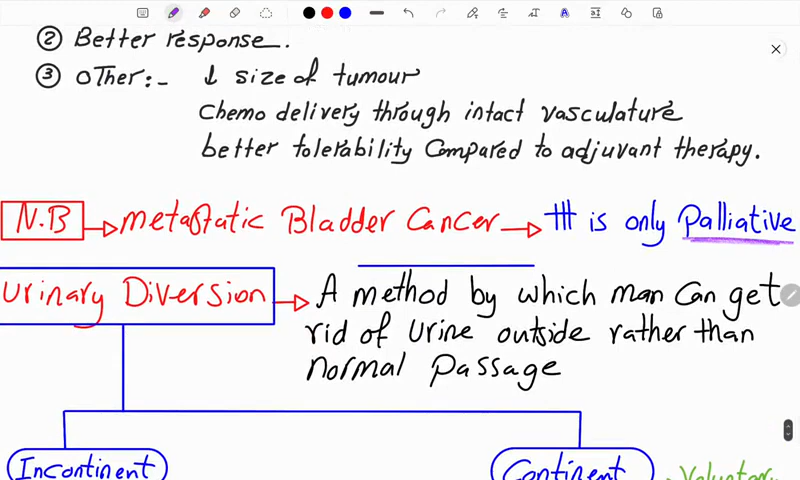 ② Better response.
③ oTher:- ↓ size of tumour
Chemo delivery through intact vasculature
better tolerability Compared to adjuvant therapy.
N.B → metastatic Bladder Cancer → ttt is only Palliative
Urinary Diversion → A method by which man Can get
rid of Urine outside rather than
normal passage
Incontinent
Continent
Voluntary